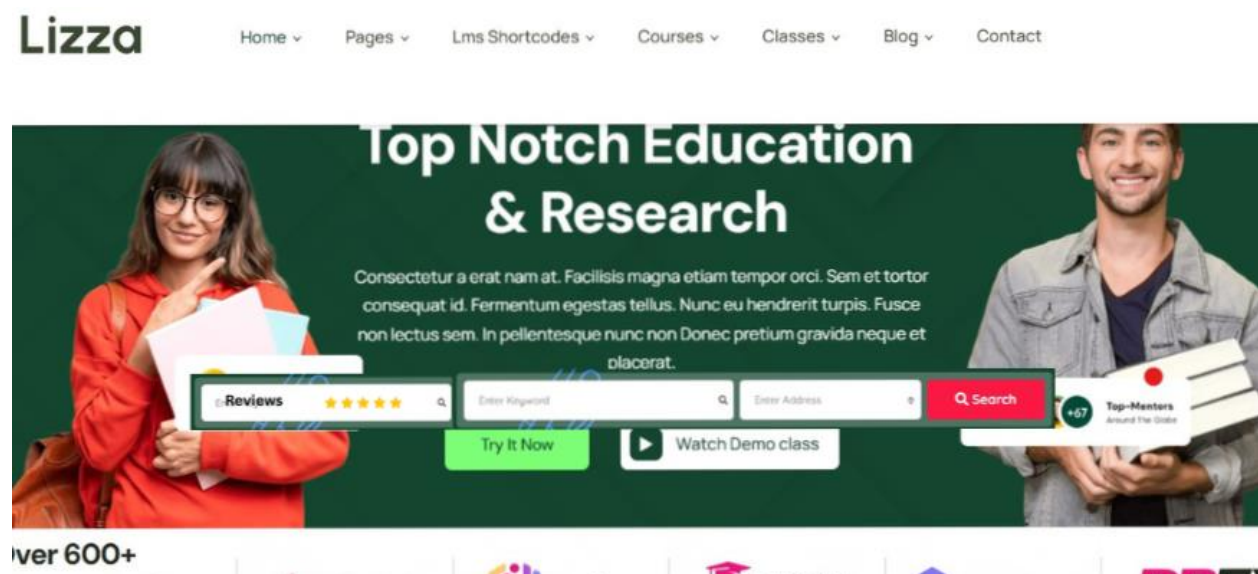 Lizza
Home Pages Lms Shortcodes Courses Classes Blog Contact
Top Notch Education
& Research
Consectetur a erat nam at. Facilisis magna etiam tempor orci. Sem et tortor
consequat id. Fermentum egestas tellus. Nunc eu hendrerit turpis. Fusce
non lectus sem. In pellentesque nunc non Donec pretium gravida neque et
placerat.
Reviews Enter Keyword Enter Address Search
+67 Top-Mentors
Around The Globe
Try It Now Watch Demo class
ver 600+